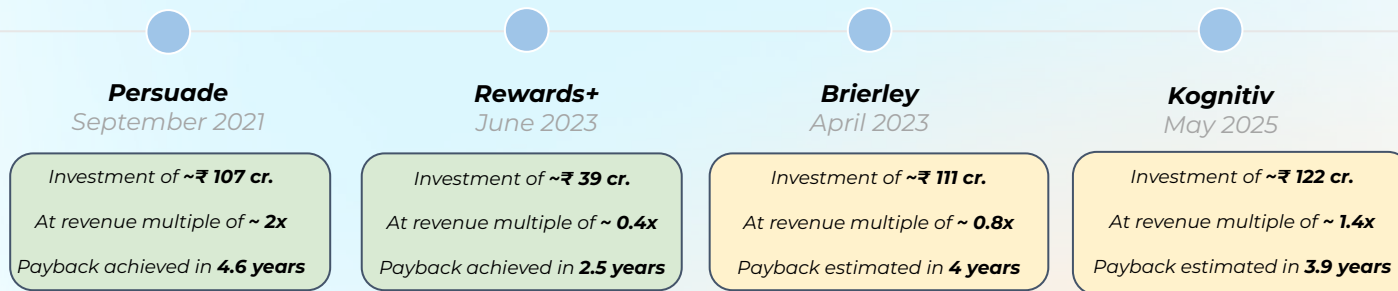 Persuade
September 2021
Investment of ~₹ 107 cr.
At revenue multiple of ~ 2x
Payback achieved in 4.6 years
Rewards+
June 2023
Investment of ~₹ 39 cr.
At revenue multiple of ~ 0.4x
Payback achieved in 2.5 years
Brierley
April 2023
Investment of ~₹ 111 cr.
At revenue multiple of ~ 0.8x
Payback estimated in 4 years
Kognitiv
May 2025
Investment of ~₹ 122 cr.
At revenue multiple of ~ 1.4x
Payback estimated in 3.9 years